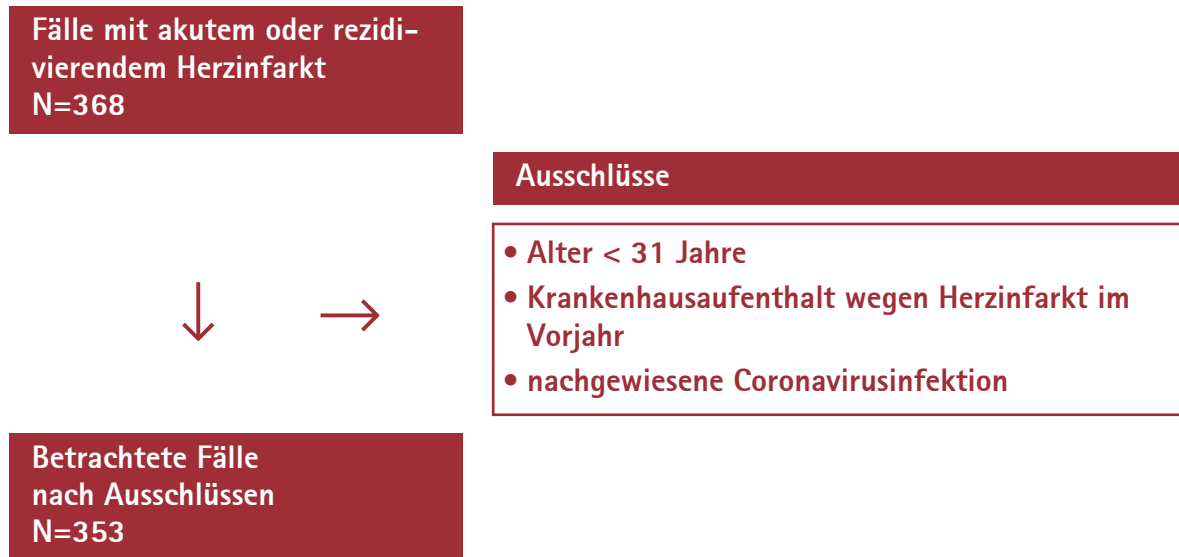 Fälle mit akutem oder rezidi-
vierendem Herzinfarkt
N=368
Ausschlüsse
• Alter < 31 Jahre
• Krankenhausaufenthalt wegen Herzinfarkt im
Vorjahr
• nachgewiesene Coronavirusinfektion
Betrachtete Fälle
nach Ausschlüssen
N=353